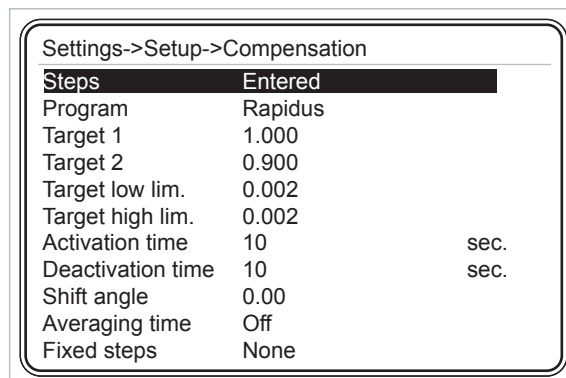 Settings->Setup->Compensation
Steps Entered
Program Rapidus
Target 1 1.000
Target 2 0.900
Target low lim. 0.002
Target high lim. 0.002
Activation time 10 sec.
Deactivation time 10 sec.
Shift angle 0.00
Averaging time Off
Fixed steps None